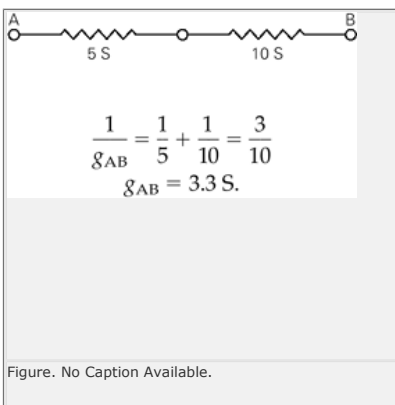 A B
5 S 10 S
1/g_AB = 1/5 + 1/10 = 3/10
g_AB = 3.3 S.
Figure. No Caption Available.